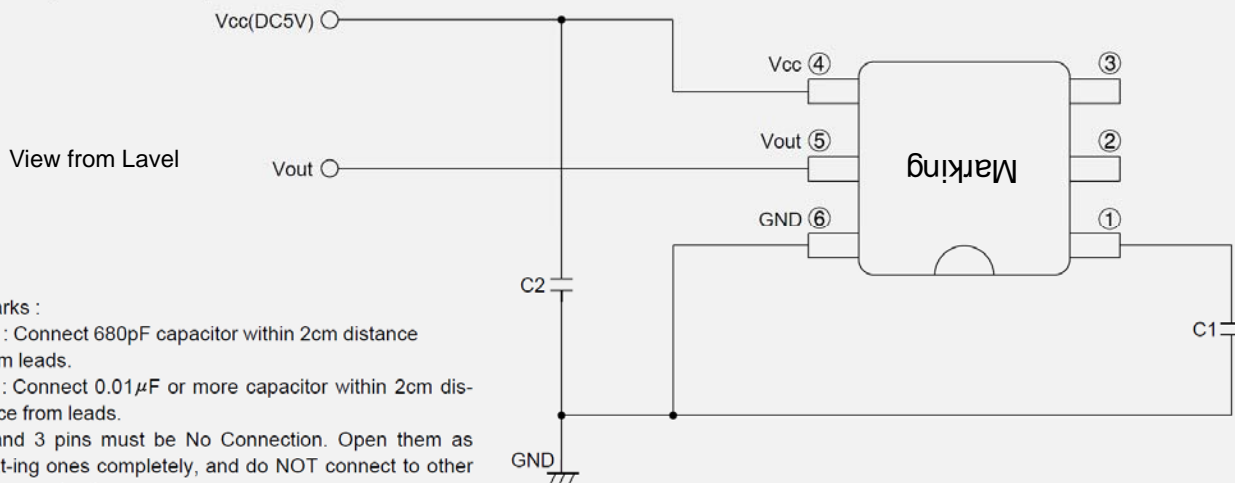 Vcc(DC5V)
Vcc ④
③
View from Lavel
Vout
Vout ⑤
②
Marking
GND ⑥
①
C2
C1
arks :
: Connect 680pF capacitor within 2cm distance
m leads.
: Connect 0.01μF or more capacitor within 2cm dis-
ce from leads.
and 3 pins must be No Connection. Open them as
t-ing ones completely, and do NOT connect to other
GND